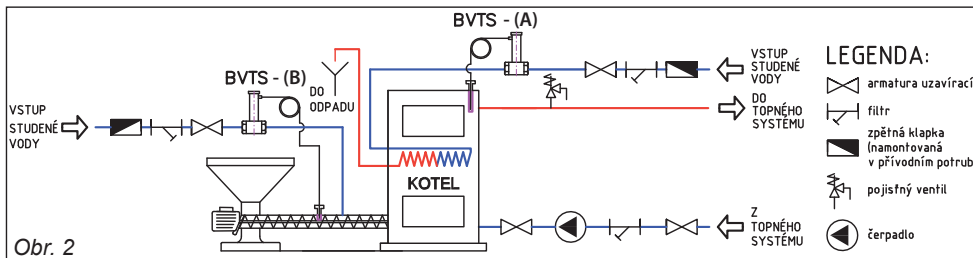 BVTS - (A)
BVTS - (B)
DO
ODPADU
VSTUP
STUDENÉ
VODY
VSTUP
STUDENÉ
VODY
DO
TOPNÉHO
SYSTÉMU
KOTEL
Z
TOPNÉHO
SYSTÉMU
LEGENDA:
armatura uzavírací
filtr
zpětná klapka
(namontovaná
v přívodním potrub
pojisťný ventil
čerpadlo
Obr. 2